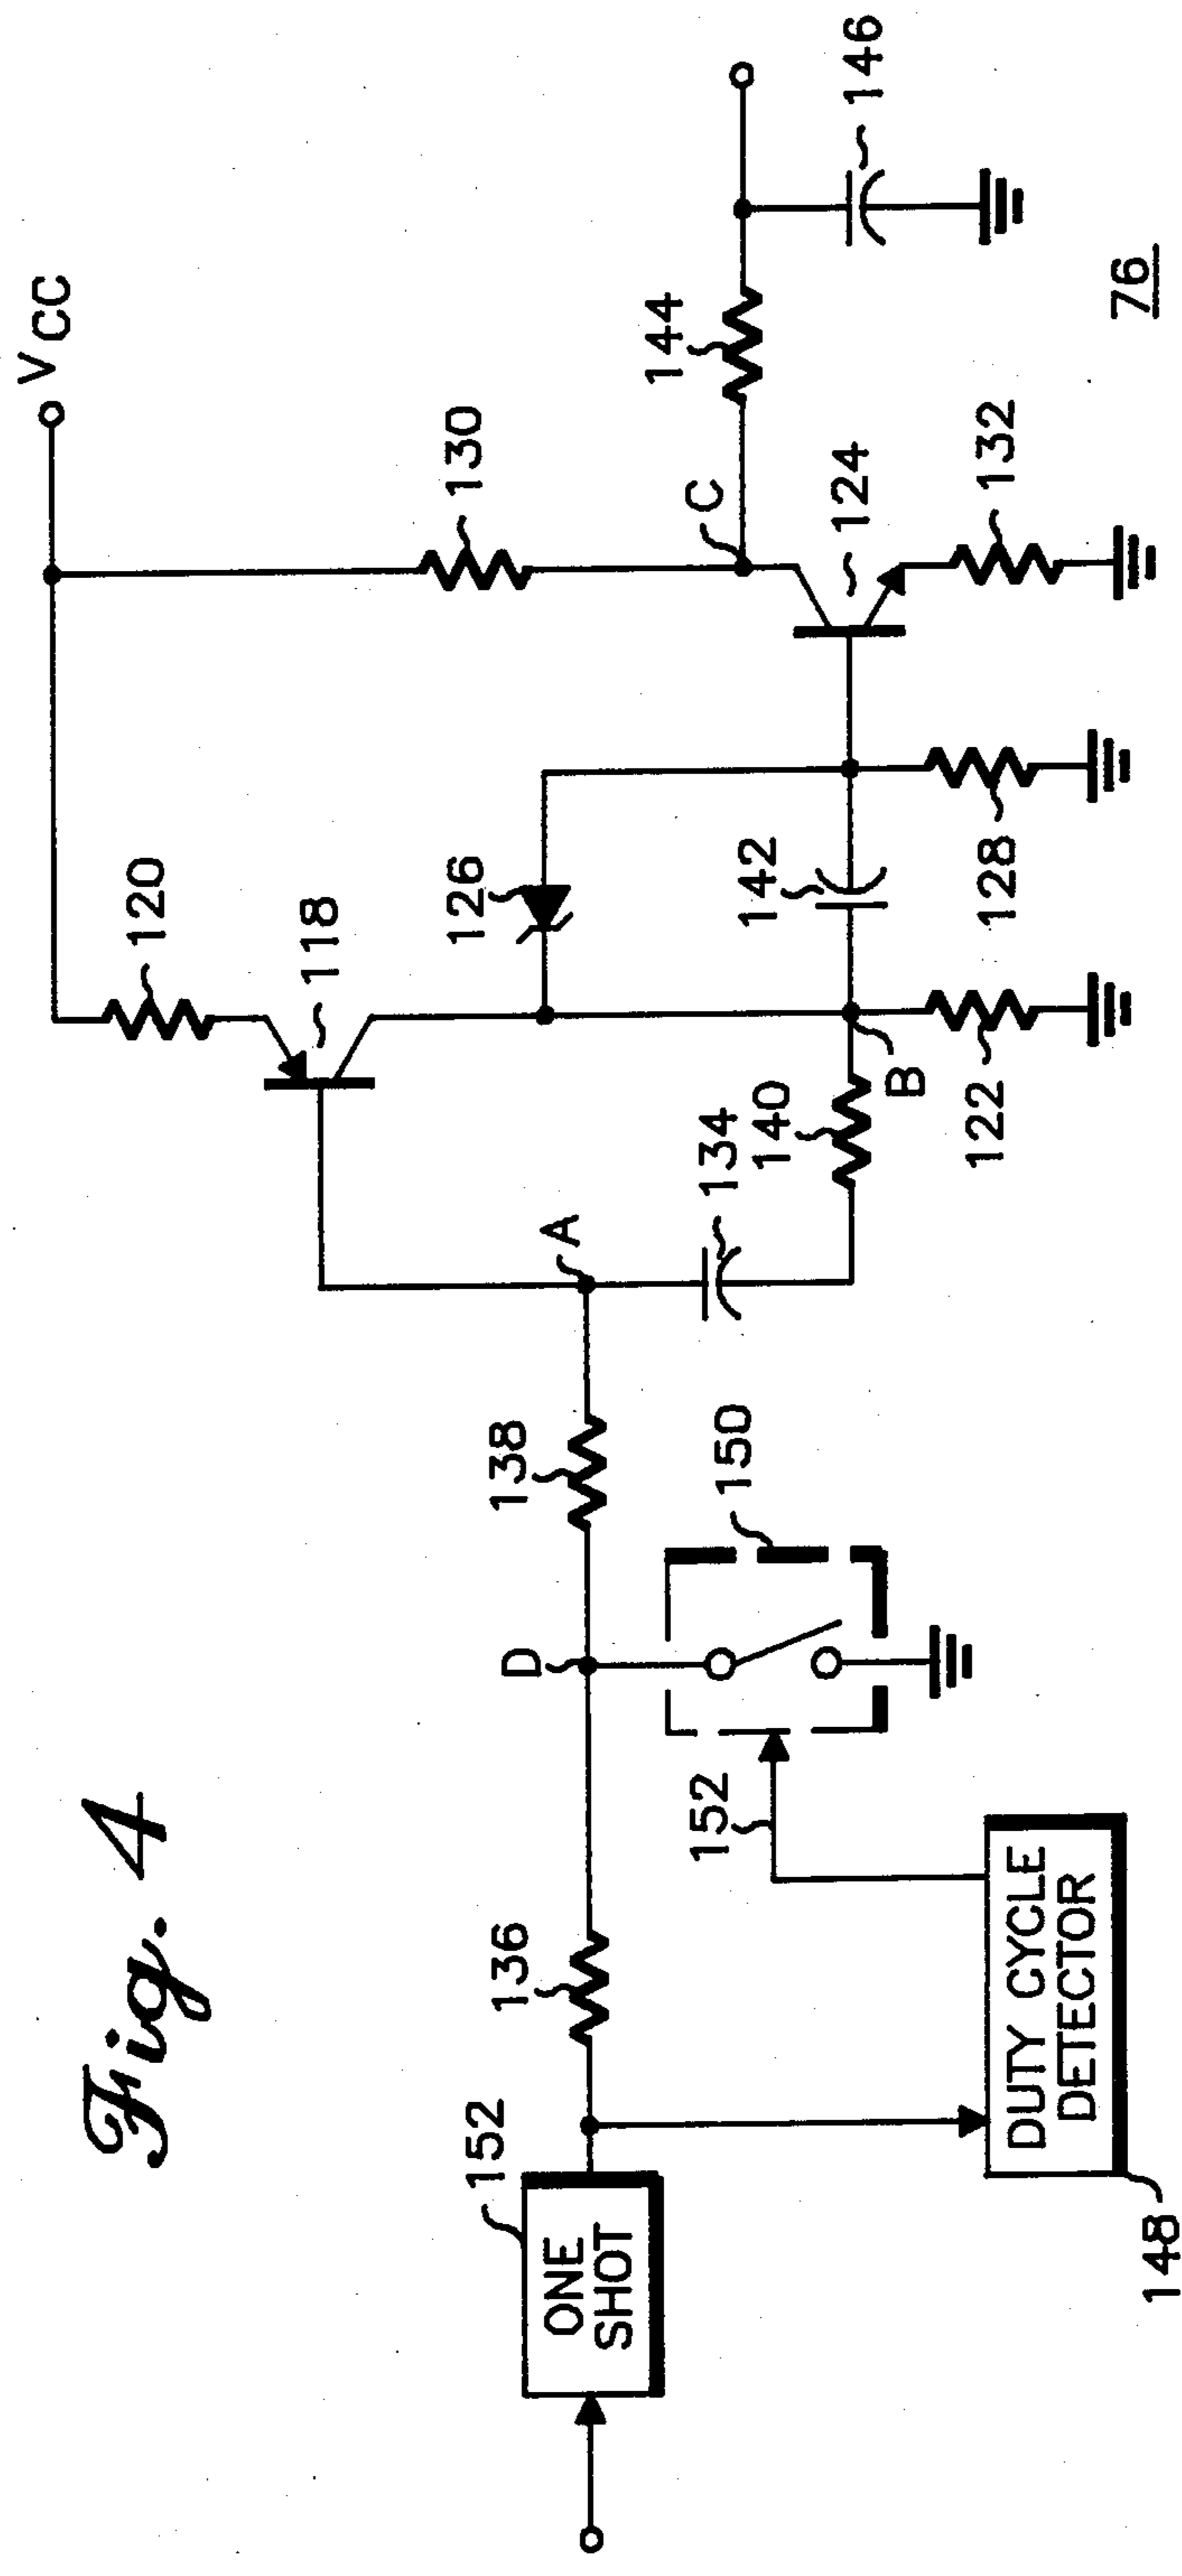 Fig. 4
VCC
120
118
130
126
144
146
C
124
142
128
132
A
134
140
B
122
138
D
150
136
152
152
ONE
SHOT
DUTY CYCLE
DETECTOR
148
76